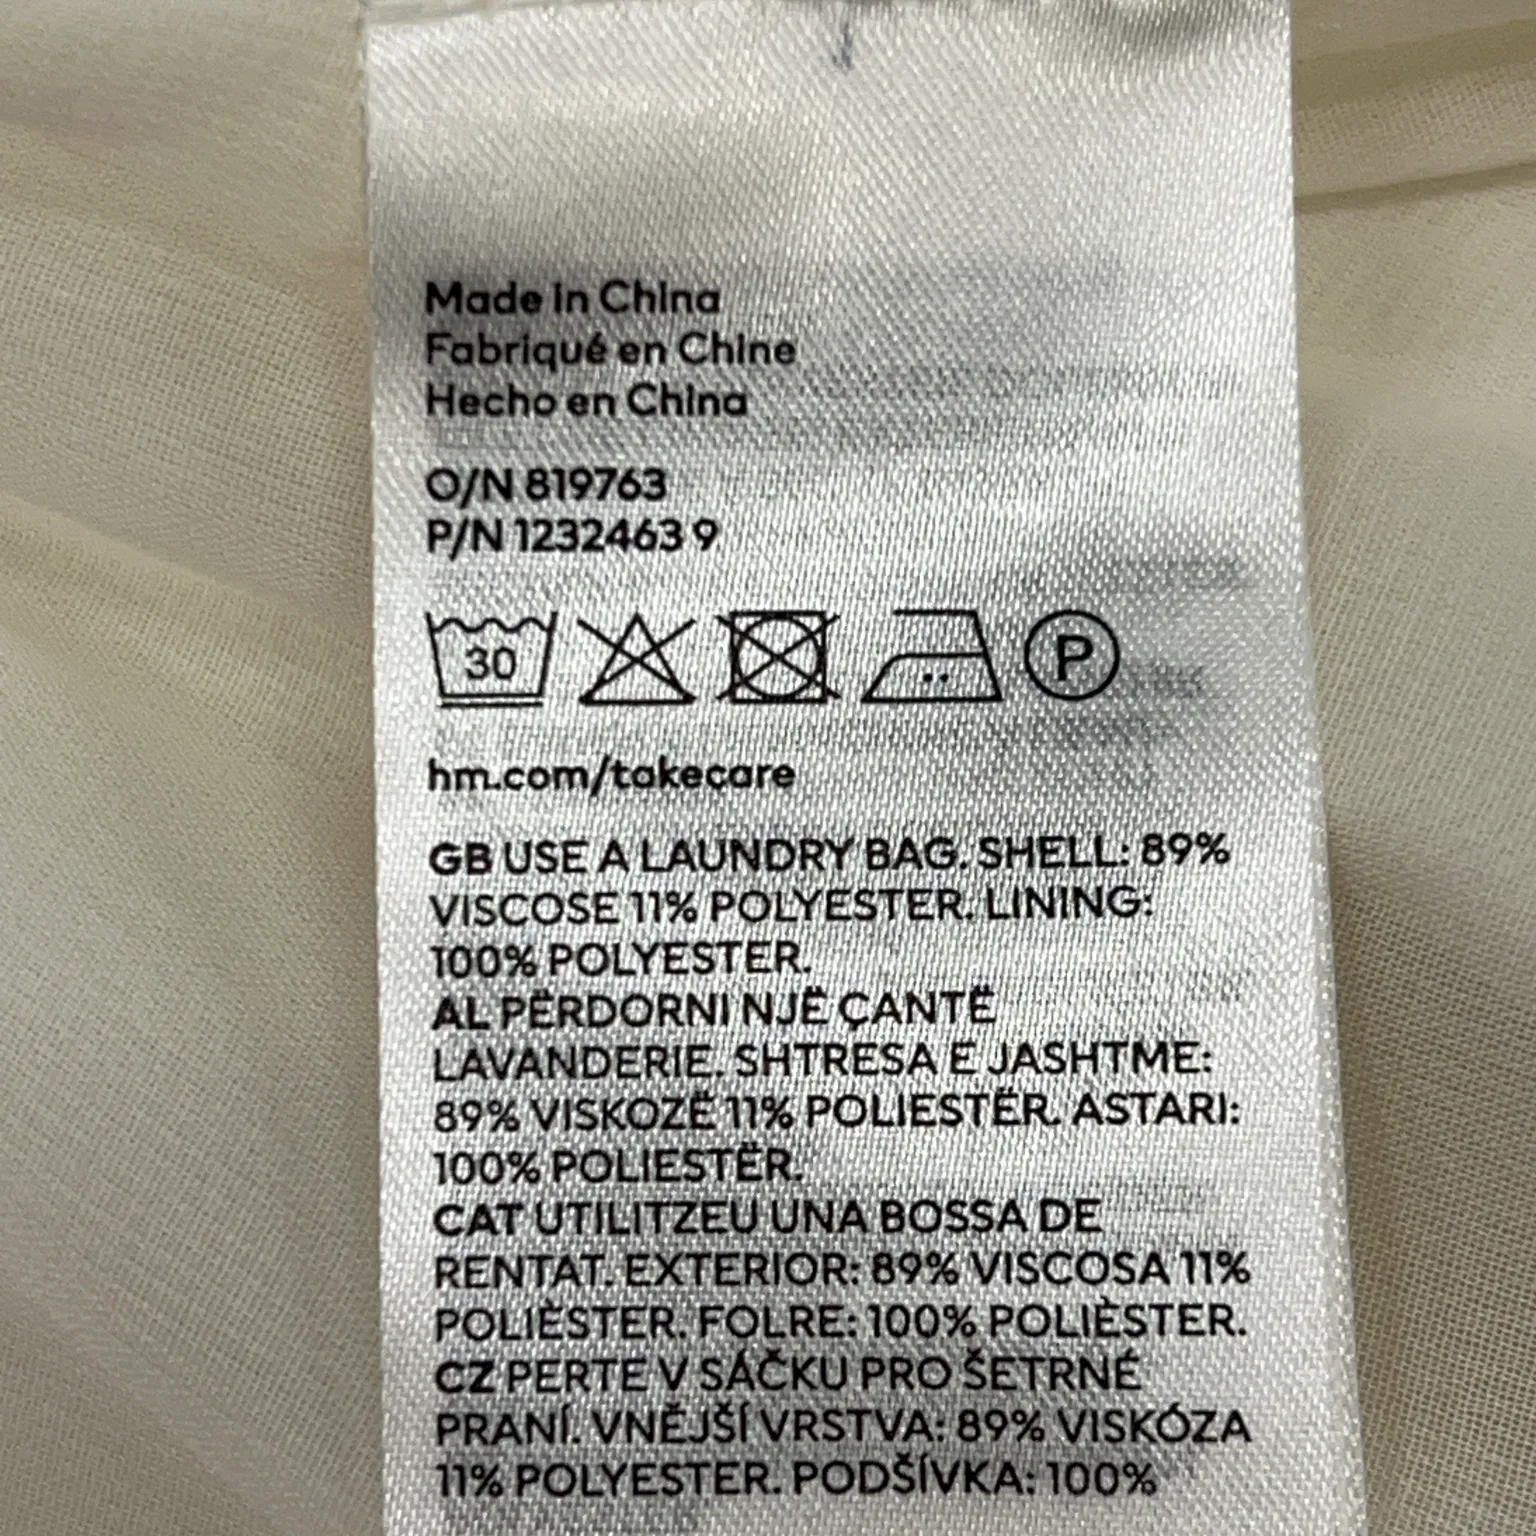 Made in China
Fabriqué en Chine
Hecho en China
O/N 819763
P/N 1232463 9
30
P
hm.com/takecare
GB USE A LAUNDRY BAG. SHELL: 89%
VISCOSE 11% POLYESTER. LINING:
100% POLYESTER.
AL PËRDORNI NJË ÇANTË
LAVANDERIE. SHTRESA E JASHTME:
89% VISKOZË 11% POLIESTËR. ASTARI:
100% POLIESTËR.
CAT UTILITZEU UNA BOSSA DE
RENTAT. EXTERIOR: 89% VISCOSA 11%
POLIÈSTER. FOLRE: 100% POLIÈSTER.
CZ PERTE V SÁČKU PRO ŠETRNÉ
PRANÍ. VNĚJŠÍ VRSTVA: 89% VISKÓZA
11% POLYESTER. PODŠÍVKA: 100%